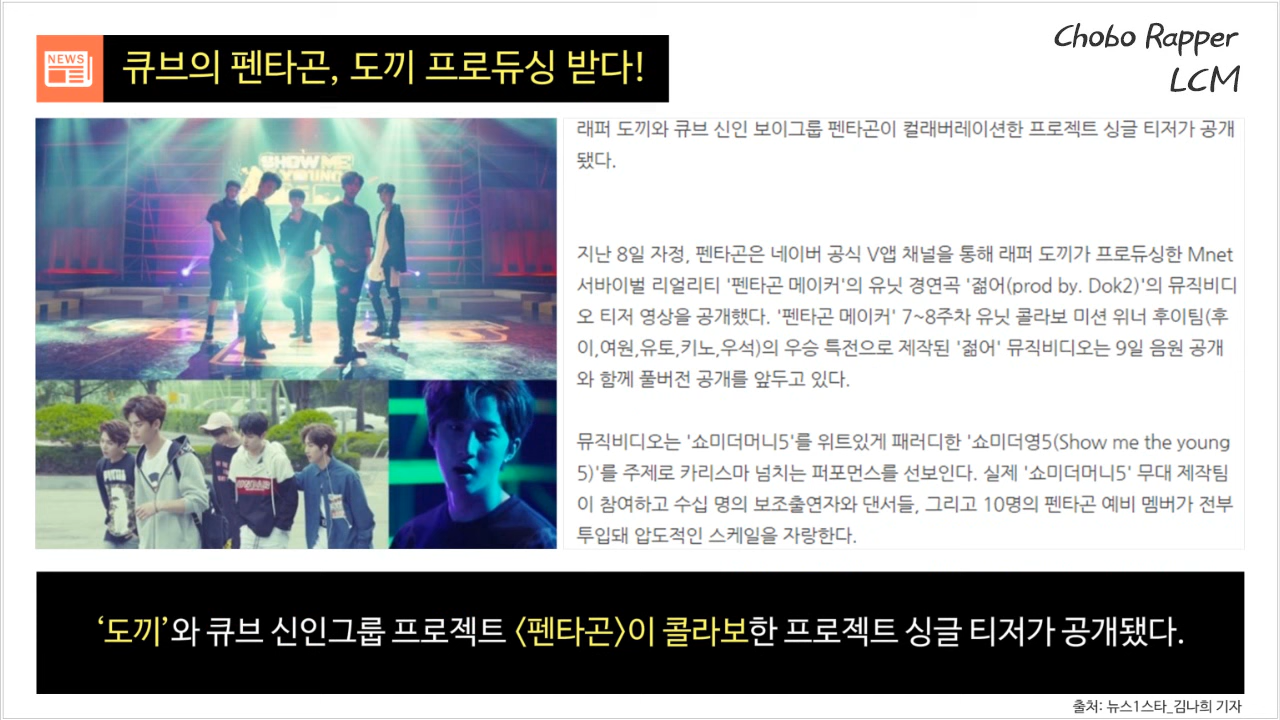 NEWS
큐브의 펜타곤, 도끼 프로듀싱 받다!
Chobo Rapper
LCM
SHOW ME
YOUNG
래퍼 도끼와 큐브 신인 보이그룹 펜타곤이 컬래버레이션한 프로젝트 싱글 티저가 공개
됐다.
지난 8일 자정, 펜타곤은 네이버 공식 V앱 채널을 통해 래퍼 도끼가 프로듀싱한 Mnet
서바이벌 리얼리티 '펜타곤 메이커'의 유닛 경연곡 '젊어(prod by. Dok2)'의 뮤직비디
오 티저 영상을 공개했다. '펜타곤 메이커' 7~8주차 유닛 콜라보 미션 위너 후이팀(후
이,여원,유토,키노,우석)의 우승 특전으로 제작된 '젊어' 뮤직비디오는 9일 음원 공개
와 함께 풀버전 공개를 앞두고 있다.
뮤직비디오는 '쇼미더머니5'를 위트있게 패러디한 '쇼미더영5(Show me the young
5)'를 주제로 카리스마 넘치는 퍼포먼스를 선보인다. 실제 '쇼미더머니5' 무대 제작팀
이 참여하고 수십 명의 보조출연자와 댄서들, 그리고 10명의 펜타곤 예비 멤버가 전부
투입돼 압도적인 스케일을 자랑한다.
‘도끼’와 큐브 신인그룹 프로젝트 <펜타곤>이 콜라보한 프로젝트 싱글 티저가 공개됐다.
출처: 뉴스1스타_김나희 기자